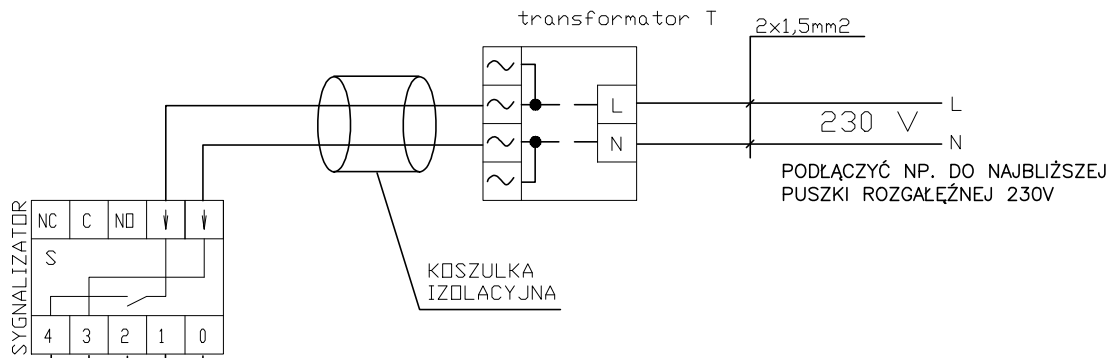 transformator T
2x1,5mm2
~
~
L
L
230 V
~
N
N
~
PODŁĄCZYĆ NP. DO NAJBLIŻSZEJ
PUSZKI ROZGAŁĘŹNEJ 230V
SYGNALIZATOR
NC C NO ↓ ↓
S
KOSZULKA
IZOLACYJNA
4 3 2 1 0